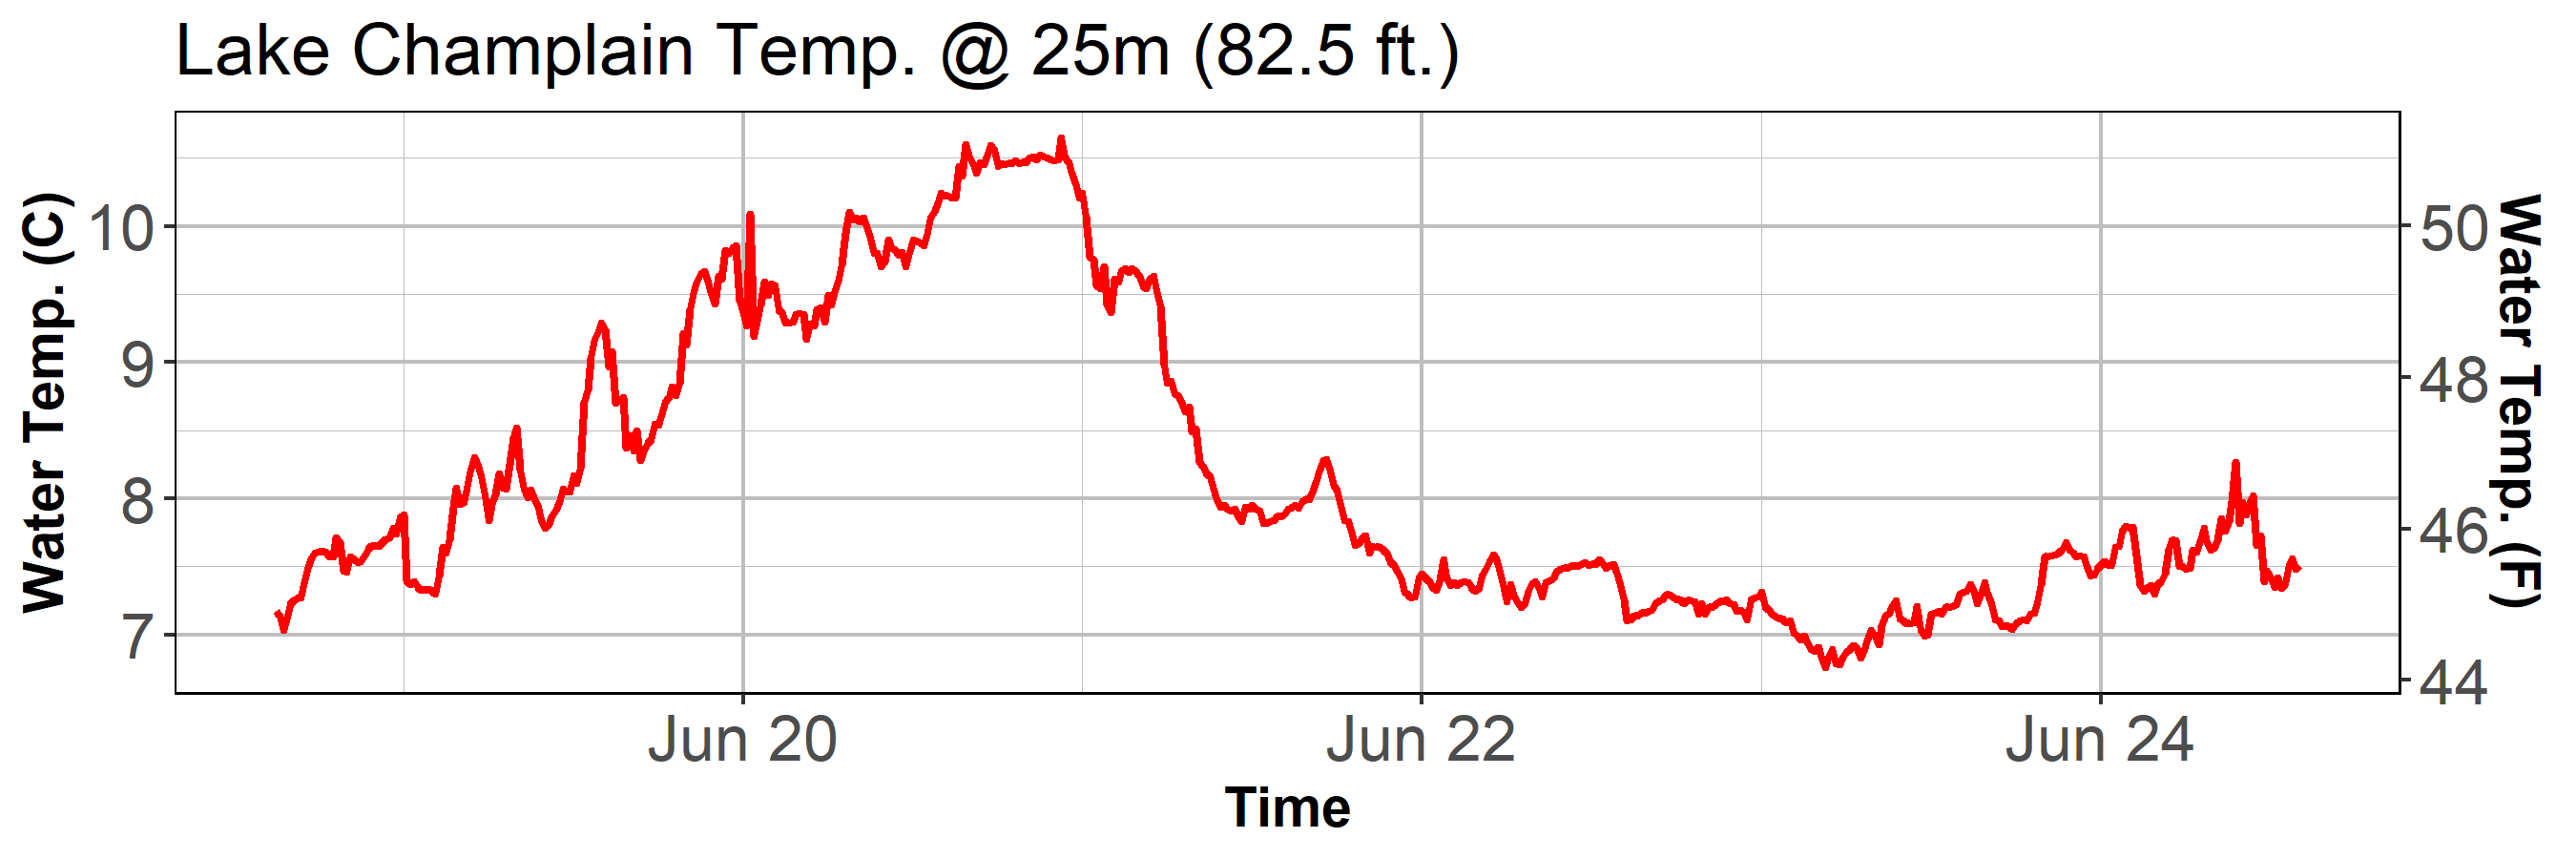 Lake Champlain Temp. @ 25m (82.5 ft.)
Water Temp. (C)
10
9
8
7
50
48
46
44
Water Temp. (F)
Jun 20
Jun 22
Jun 24
Time